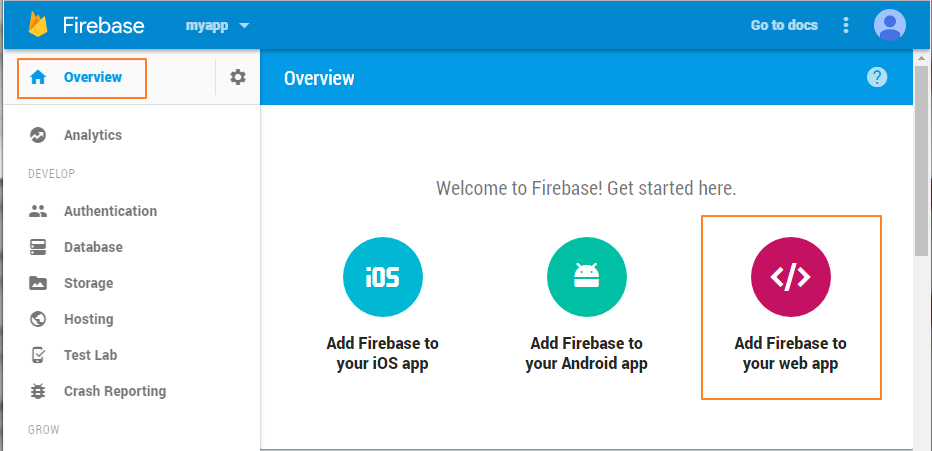 Firebase
myapp
Go to docs
Overview
Overview
?
Analytics
DEVELOP
Authentication
Database
Storage
Hosting
Test Lab
Crash Reporting
GROW
Welcome to Firebase! Get started here.
iOS
Add Firebase to
your iOS app
Add Firebase to
your Android app
</>
Add Firebase to
your web app